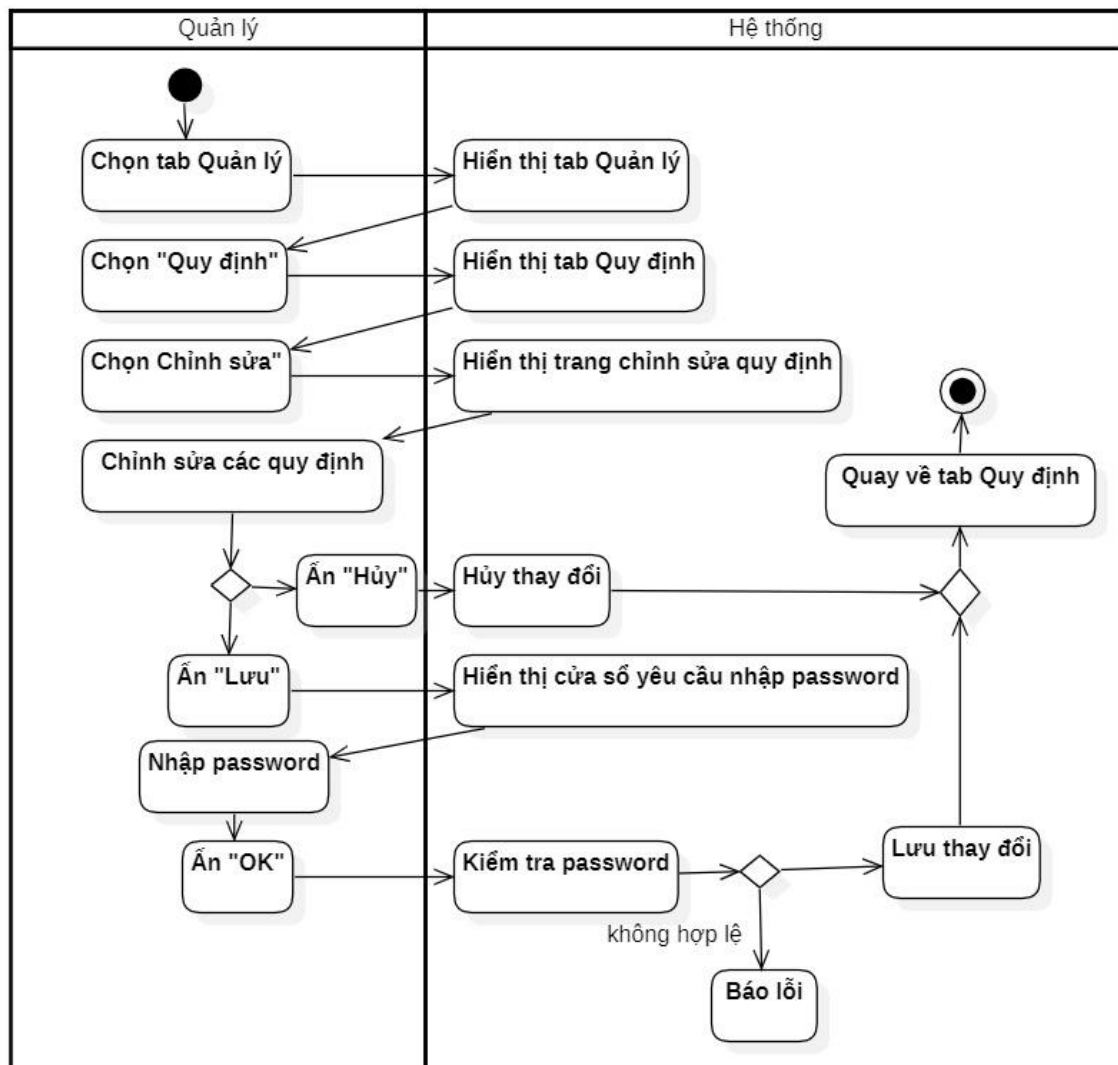 Quản lý
Hệ thống
Chọn tab Quản lý
Hiển thị tab Quản lý
Chọn "Quy định"
Hiển thị tab Quy định
Chọn Chỉnh sửa"
Hiển thị trang chỉnh sửa quy định
Chỉnh sửa các quy định
Quay về tab Quy định
Ấn "Hủy"
Hủy thay đổi
Ấn "Lưu"
Hiển thị cửa sổ yêu cầu nhập password
Nhập password
Ấn "OK"
Kiểm tra password
Lưu thay đổi
không hợp lệ
Báo lỗi